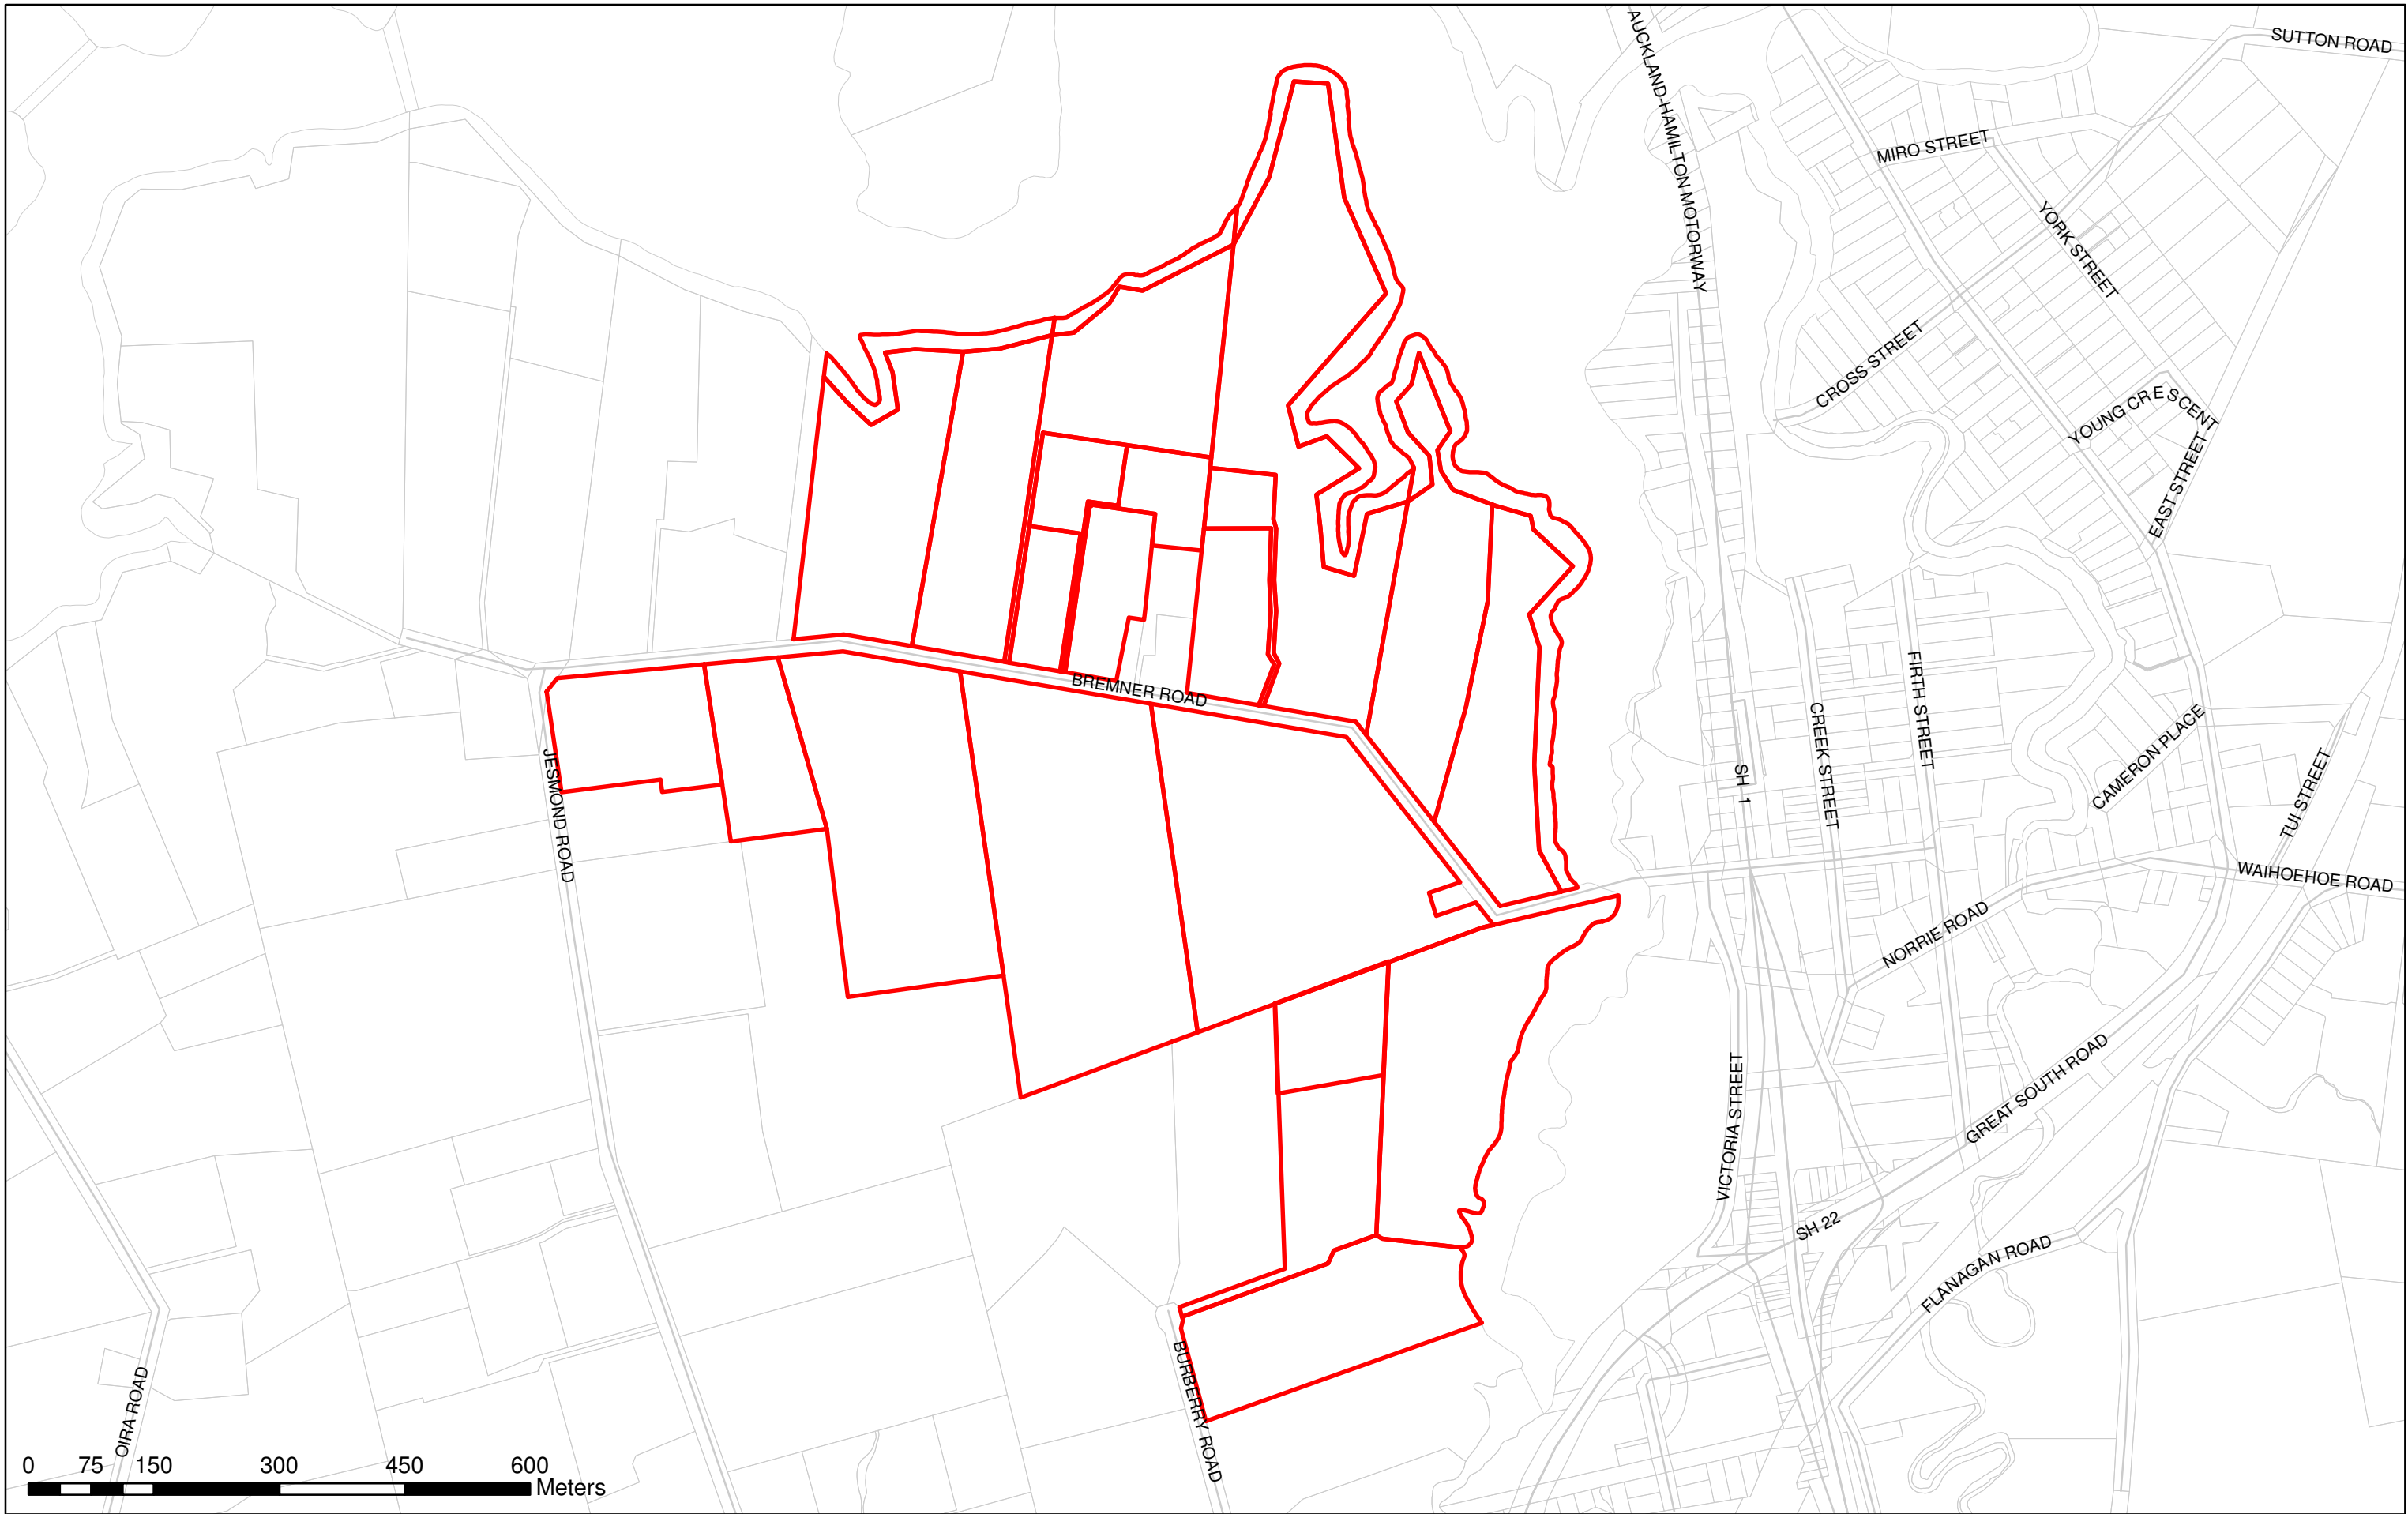 SUTTON ROAD
AUCKLAND-HAMILTON MOTORWAY
MIRO STREET
YORK STREET
CROSS STREET
YOUNG CRESCENT
EAST STREET
BREMNER ROAD
JESMOND ROAD
SH 1
CREEK STREET
FIRTH STREET
CAMERON PLACE
TUI STREET
WAIHOEHOE ROAD
NORRIE ROAD
GREAT SOUTH ROAD
VICTORIA STREET
SH 22
FLANAGAN ROAD
BURBERRY ROAD
OIRA ROAD
0 75 150 300 450 600
Meters